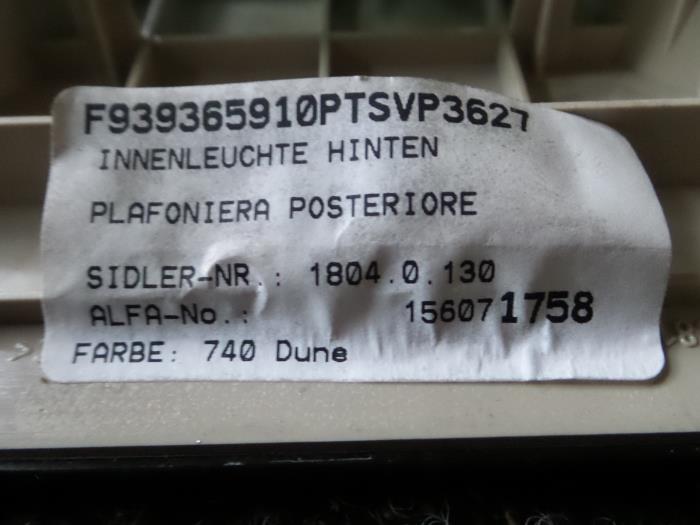 F939365910PTSVP3627
INNENLEUCHTE HINTEN
PLAFONIERA POSTERIORE
SIDLER-NR.: 1804.0.130
ALFA-No.: 156071758
FARBE: 740 Dune